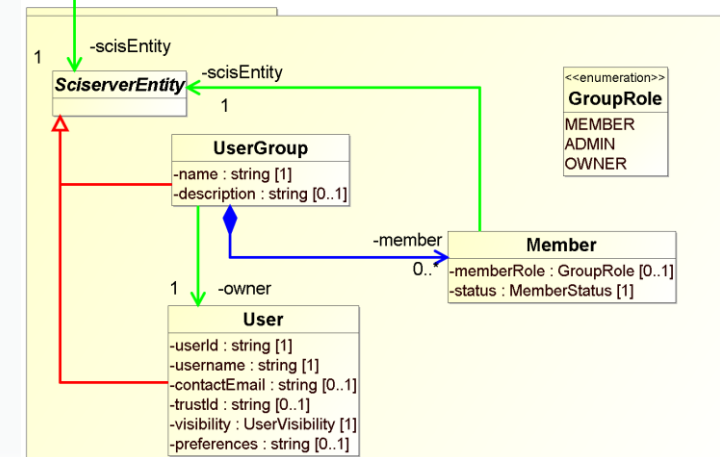 -scisEntity
1
SciserverEntity
-scisEntity
1
<<enumeration>>
GroupRole
MEMBER
ADMIN
OWNER
UserGroup
-name : string [1]
-description : string [0..1]
-member
0..*
Member
-memberRole : GroupRole [0..1]
-status : MemberStatus [1]
1
-owner
User
-userId : string [1]
-username : string [1]
-contactEmail : string [0..1]
-trustId : string [0..1]
-visibility : UserVisibility [1]
-preferences : string [0..1]